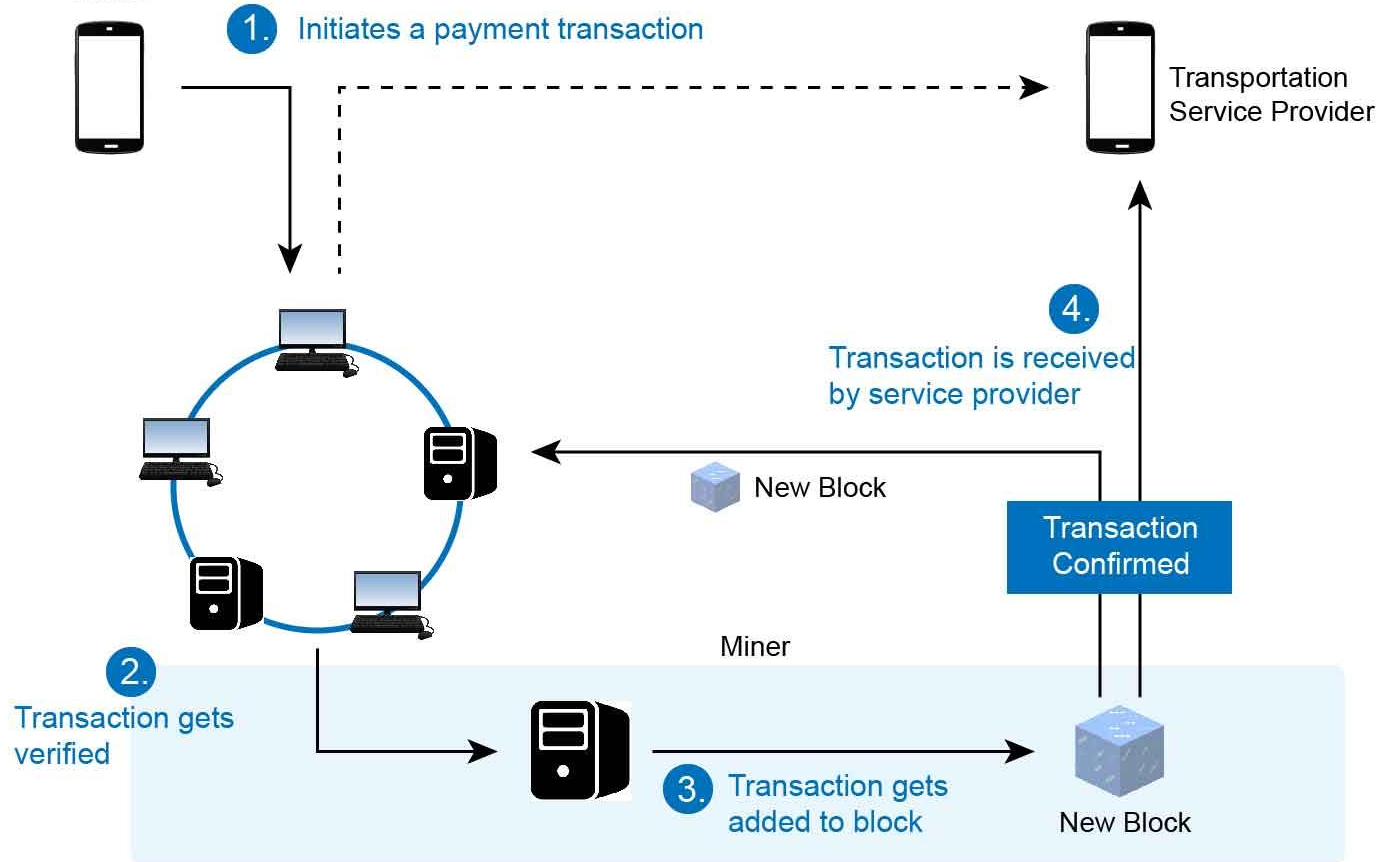 1. Initiates a payment transaction
Transportation
Service Provider
4.
Transaction is received
by service provider
New Block
Transaction
Confirmed
Miner
2.
Transaction gets
verified
3. Transaction gets
added to block
New Block